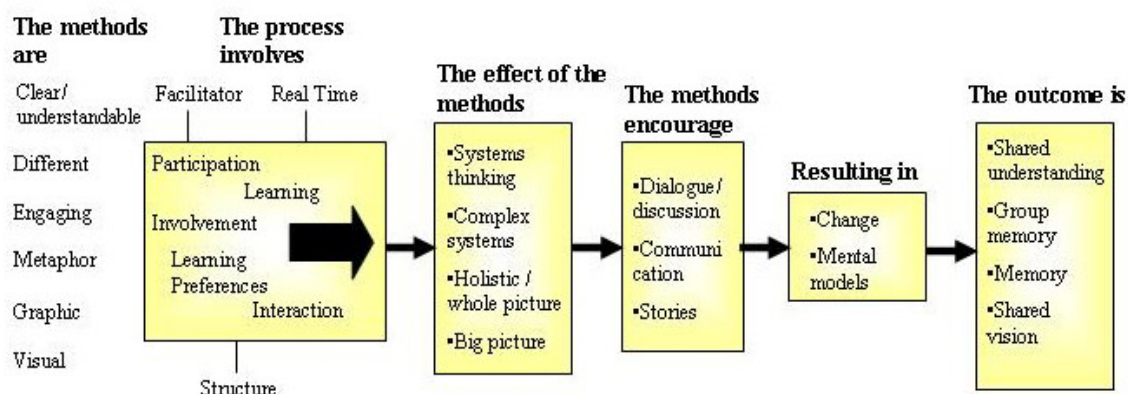 The methods
are
Clear/
understandable
Different
Engaging
Metaphor
Graphic
Visual
The process
involves
Facilitator
Real Time
Participation
Learning
Involvement
Learning
Preferences
Interaction
Structure
The effect of the
methods
▪Systems
thinking
▪Complex
systems
▪Holistic /
whole picture
▪Big picture
The methods
encourage
▪Dialogue/
discussion
▪Communi
cation
▪Stories
Resulting in
▪Change
▪Mental
models
The outcome is
▪Shared
understanding
▪Group
memory
▪Memory
▪Shared
vision